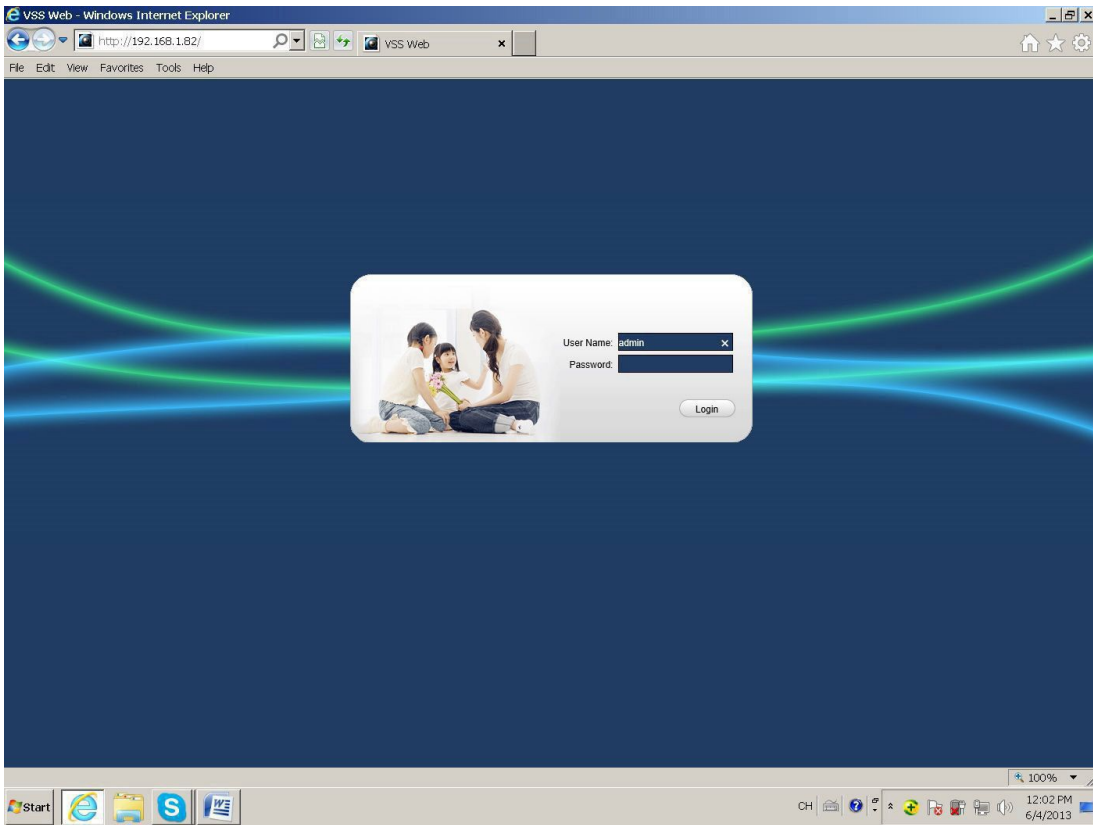 VSS Web - Windows Internet Explorer
http://192.168.1.82/
VSS Web
File Edit View Favorites Tools Help
User Name: admin
Password:
Login
100%
Start
CH
12:02 PM
6/4/2013